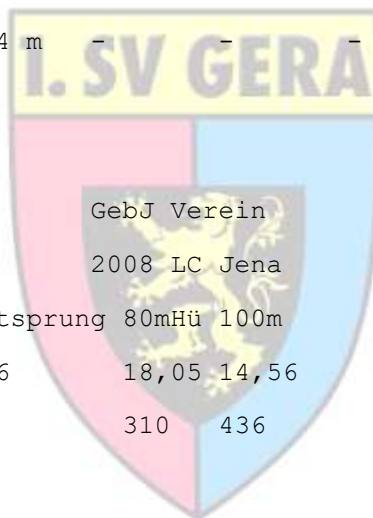 4 m - - -
1. SV GERA
GebJ Verein
2008 LC Jena
tsprung 80mHü 100m
6 18,05 14,56
310 436